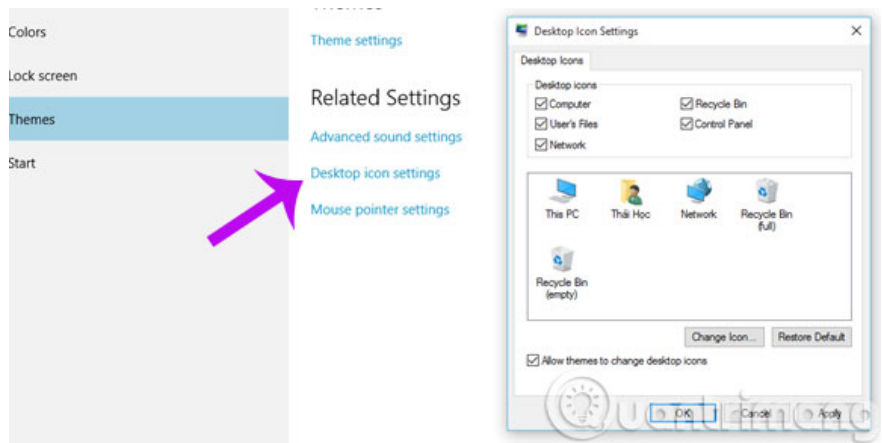 Colors
Lock screen
Themes
Start
Theme settings
Related Settings
Advanced sound settings
Desktop icon settings
Mouse pointer settings
Desktop Icon Settings
Desktop Icons
Desktop icons
Computer
Recycle Bin
User's Files
Control Panel
Network
This PC
Thái Học
Network
Recycle Bin
(full)
Recycle Bin
(empty)
Change Icon...
Restore Default
Allow themes to change desktop icons
OK
Cancel
Apply
Quantrimang